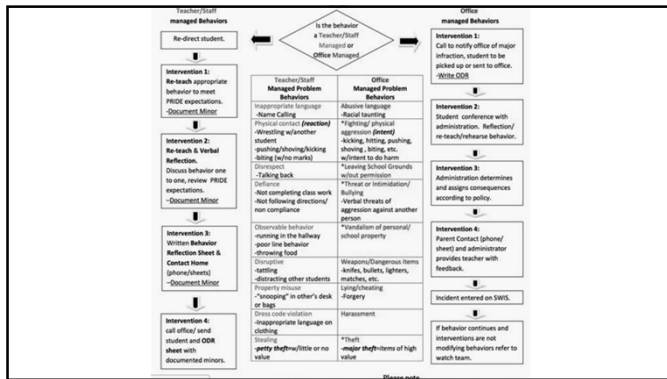 Teacher/Staff
managed Behaviors
Re-direct student.
Intervention 1:
Re-teach appropriate
behavior to meet
PRIDE expectations.
-Document Minor
Intervention 2:
Re-teach & Verbal
Reflection.
Discuss behavior one
to one, review PRIDE
expectations.
–Document Minor
Intervention 3:
Written Behavior
Reflection Sheet &
Contact Home
(phone/sheets)
–Document Minor
Intervention 4:
call office/ send
student and ODR
sheet with
documented minors.
Is the behavior
a Teacher/Staff
Managed or
Office Managed
Teacher/Staff
Managed Problem
Behaviors
Office
Managed Problem
Behaviors
Inappropriate language
-Name Calling
Abusive language
-Racial taunting
Physical contact (reaction)
-Wrestling w/another
student
-pushing/shoving/kicking
-biting (w/no marks)
*Fighting/ physical
aggression (intent)
-kicking, hitting, pushing,
shoving , biting, etc.
w/intent to do harm
Disrespect
-Talking back
*Leaving School Grounds
w/out permission
Defiance
-Not completing class work
-Not following directions/
non compliance
*Threat or Intimidation/
Bullying
-Verbal threats of
aggression against another
person
Observable behavior
-running in the hallway
-poor line behavior
-throwing food
*Vandalism of personal/
school property
Disruptive
-tattling
-distracting other students
Weapons/Dangerous items
-knifes, bullets, lighters,
matches, etc.
Property misuse
-"snooping" in other's desk
or bags
Lying/cheating
-Forgery
Dress code violation
-Inappropriate language on
clothing
Harassment
Stealing
-petty theft=w/little or no
value
*Theft
-major theft=items of high
value
Please note
Office
managed Behaviors
Intervention 1:
Call to notify office of major
infraction, student to be
picked up or sent to office.
-Write ODR
Intervention 2:
Student conference with
administration. Reflection/
re-teach/rehearse behavior.
Intervention 3:
Administration determines
and assigns consequences
according to policy.
Intervention 4:
Parent Contact (phone/
sheet) and administrator
provides teacher with
feedback.
Incident entered on SWIS.
If behavior continues and
interventions are not
modifying behaviors refer to
watch team.